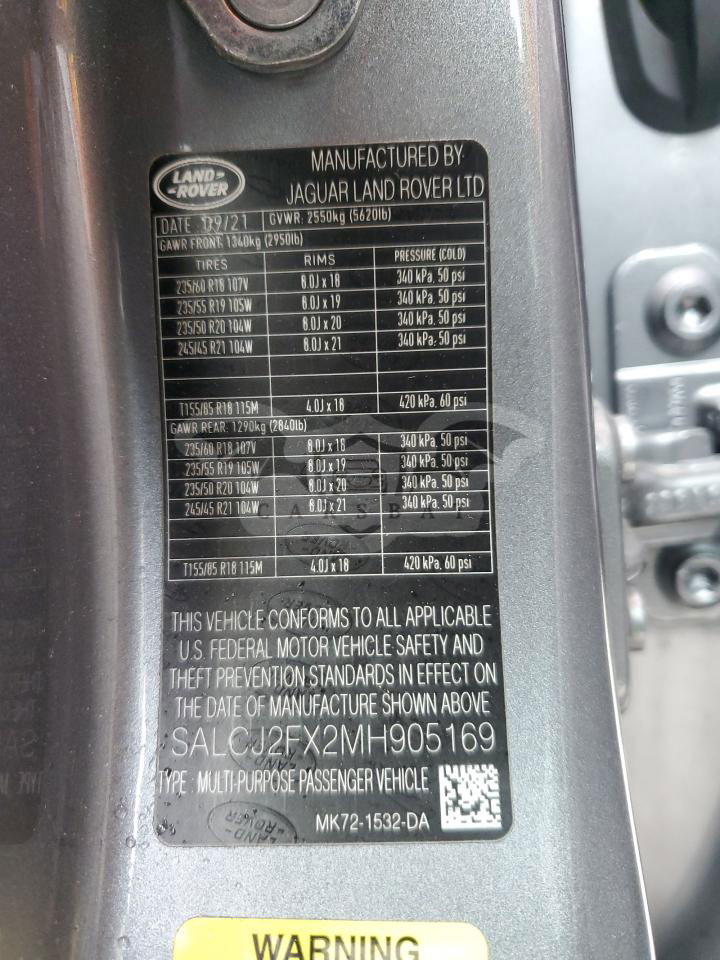 LAND-
-ROVER
MANUFACTURED BY
JAGUAR LAND ROVER LTD
DATE 09/21 GVWR: 2550kg (5620lb)
GAWR FRONT: 1340kg (2950lb)
TIRES RIMS PRESSURE (COLD)
235/60 R18 107V 8.0J x 18 340 kPa, 50 psi
235/55 R19 105W 8.0J x 19 340 kPa, 50 psi
235/50 R20 104W 8.0J x 20 340 kPa, 50 psi
245/45 R21 104W 8.0J x 21 340 kPa, 50 psi
T155/85 R18 115M 4.0J x 18 420 kPa, 60 psi
GAWR REAR: 1290kg (2840lb)
235/60 R18 107V 8.0J x 18 340 kPa, 50 psi
235/55 R19 105W 8.0J x 19 340 kPa, 50 psi
235/50 R20 104W 8.0J x 20 340 kPa, 50 psi
245/45 R21 104W 8.0J x 21 340 kPa, 50 psi
T155/85 R18 115M 4.0J x 18 420 kPa, 60 psi
THIS VEHICLE CONFORMS TO ALL APPLICABLE
U.S. FEDERAL MOTOR VEHICLE SAFETY AND
THEFT PREVENTION STANDARDS IN EFFECT ON
THE DATE OF MANUFACTURE SHOWN ABOVE
SALCJ2FX2MH905169
TYPE : MULTI-PURPOSE PASSENGER VEHICLE
MK72-1532-DA
LAND-
-ROVER
WARNING